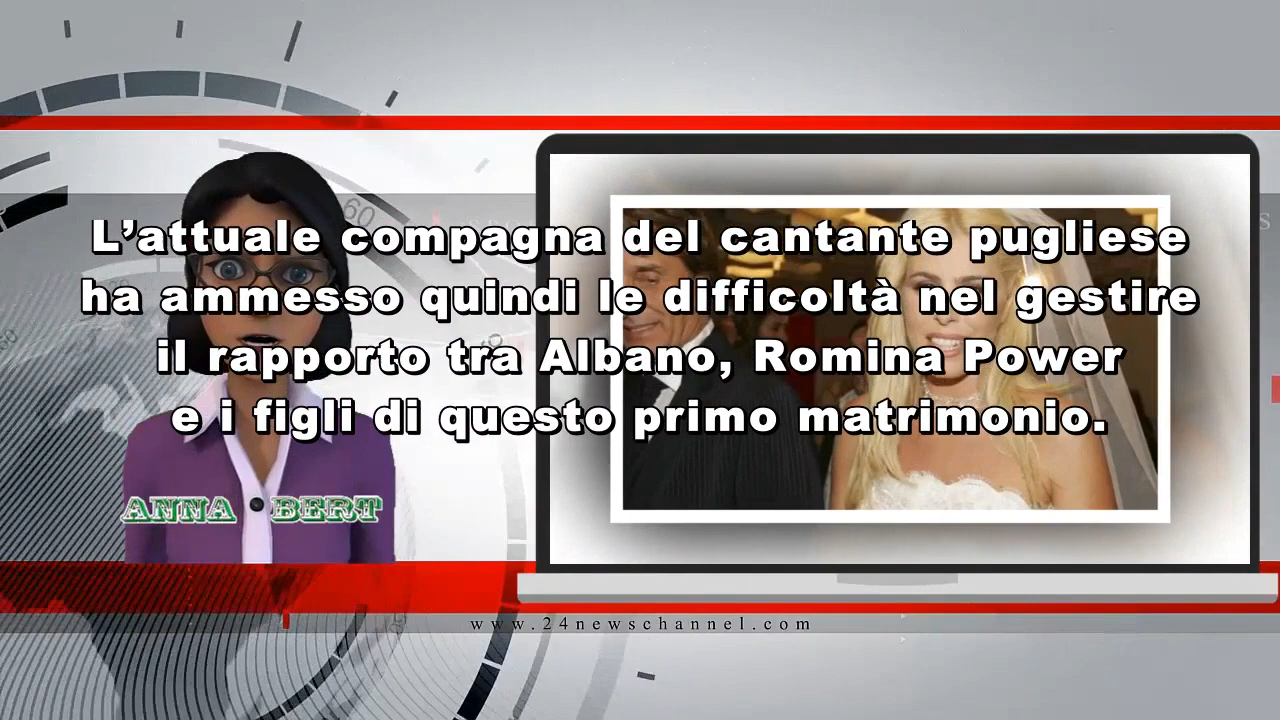 L’attuale compagna del cantante pugliese
ha ammesso quindi le difficoltà nel gestire
il rapporto tra Albano, Romina Power
e i figli di questo primo matrimonio.
ANNA BERT
www.24newschannel.com
60